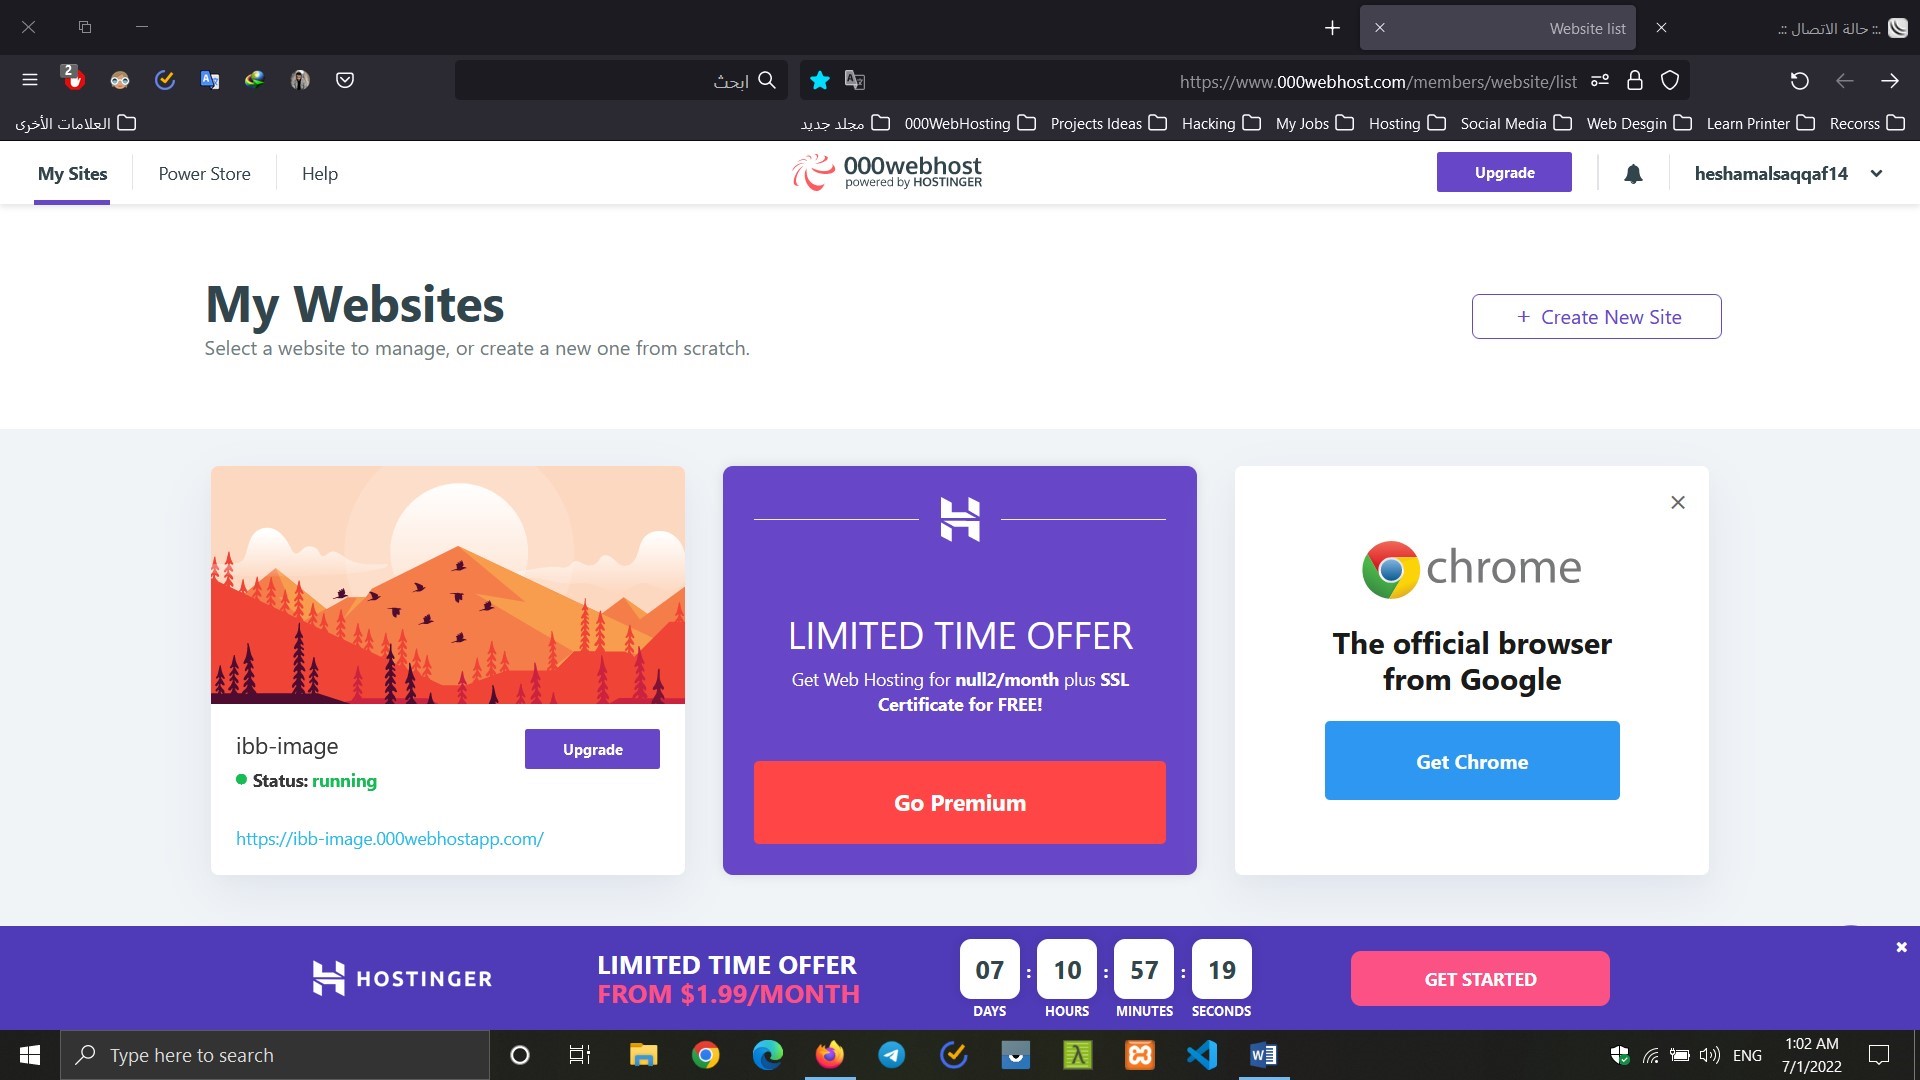 Website list
.:: حالة الاتصال ::.
2
ابحث
https://www.000webhost.com/members/website/list
العلامات الأخرى
مجلد جديد
000WebHosting
Projects Ideas
Hacking
My Jobs
Hosting
Social Media
Web Desgin
Learn Printer
Recorss
My Sites
Power Store
Help
000webhost
powered by HOSTINGER
Upgrade
heshamalsaqqaf14
My Websites
Select a website to manage, or create a new one from scratch.
+ Create New Site
ibb-image
Upgrade
Status: running
https://ibb-image.000webhostapp.com/
LIMITED TIME OFFER
Get Web Hosting for null2/month plus SSL
Certificate for FREE!
Go Premium
chrome
The official browser
from Google
Get Chrome
HOSTINGER
LIMITED TIME OFFER
FROM $1.99/MONTH
07 : 10 : 57 : 19
DAYS HOURS MINUTES SECONDS
GET STARTED
Type here to search
ENG
1:02 AM
7/1/2022